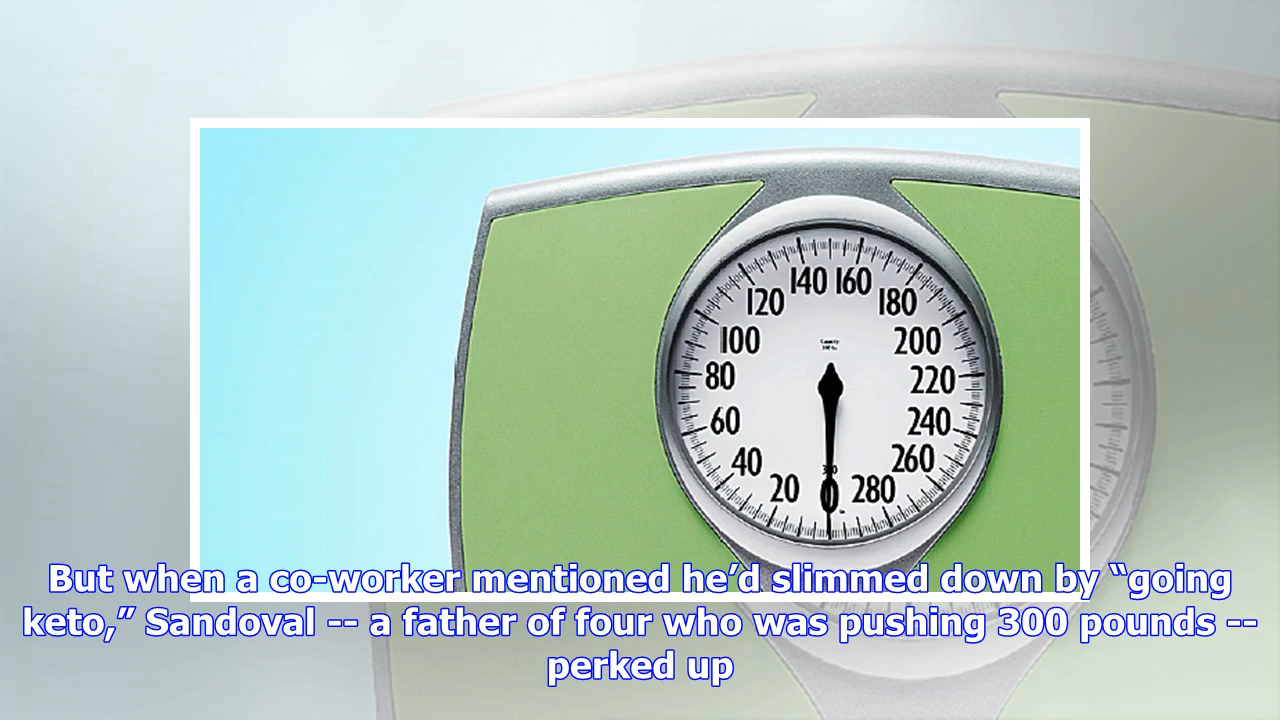 140 160
120 180
100 200
80 220
60 240
40 260
20 0 280
But when a co-worker mentioned he’d slimmed down by “going
keto,” Sandoval -- a father of four who was pushing 300 pounds --
perked up